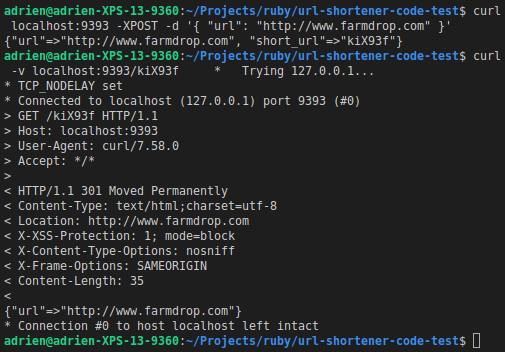 adrien@adrien-XPS-13-9360:~/Projects/ruby/url-shortener-code-test$ curl
 localhost:9393 -XPOST -d '{ "url": "http://www.farmdrop.com" }'
{"url"=>"http://www.farmdrop.com", "short_url"=>"kiX93f"}
adrien@adrien-XPS-13-9360:~/Projects/ruby/url-shortener-code-test$ curl
 -v localhost:9393/kiX93f     *   Trying 127.0.0.1...
* TCP_NODELAY set
* Connected to localhost (127.0.0.1) port 9393 (#0)
> GET /kiX93f HTTP/1.1
> Host: localhost:9393
> User-Agent: curl/7.58.0
> Accept: */*
>
< HTTP/1.1 301 Moved Permanently
< Content-Type: text/html;charset=utf-8
< Location: http://www.farmdrop.com
< X-XSS-Protection: 1; mode=block
< X-Content-Type-Options: nosniff
< X-Frame-Options: SAMEORIGIN
< Content-Length: 35
<
{"url"=>"http://www.farmdrop.com"}
* Connection #0 to host localhost left intact
adrien@adrien-XPS-13-9360:~/Projects/ruby/url-shortener-code-test$